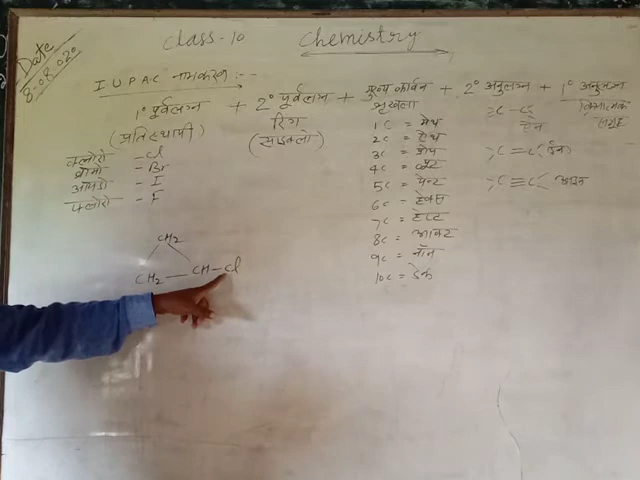 Date
8-08-020
Class-10 Chemistry
I U P A C नामकरण :--
1° पूर्वलग्न + 2° पूर्वलग्न + मुख्य कार्बन + 2° अनुलग्न + 1° अनुलग्न
(प्रतिस्थापी) रिंग श्रृंखला
(साइक्लो)
क्लोरो - Cl
ब्रोमो - Br
आयडो - I
फ्लोरो - F
1C = मेथ
2C = ऐथ
3C = प्रोप
4C = ब्यूट
5C = पेन्ट
6C = हेक्स
7C = हेप्ट
8C = आक्ट
9C = नॉन
10C = डेक
C - C
ऐन
C = C (ईन)
C ≡ C आइन
CH2
CH2 - CH - Cl